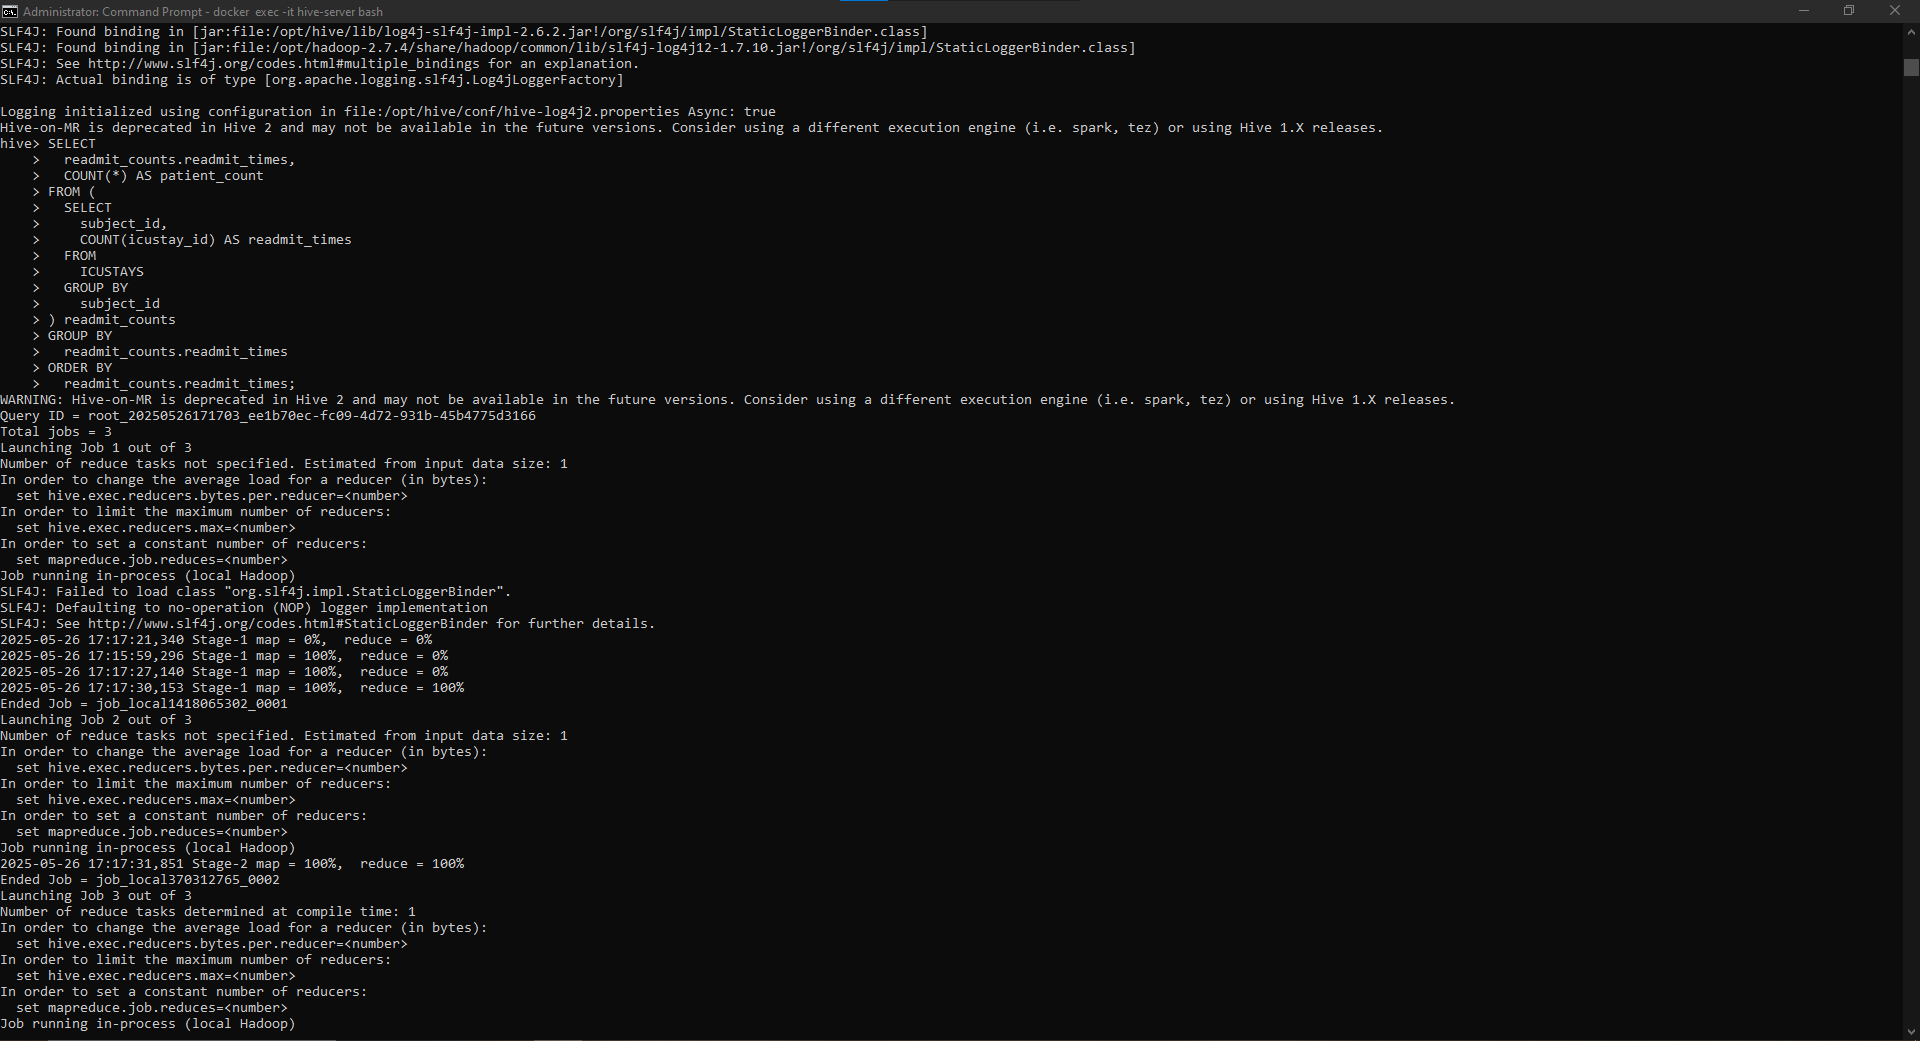 Administrator: Command Prompt - docker  exec -it hive-server bash
SLF4J: Found binding in [jar:file:/opt/hive/lib/log4j-slf4j-impl-2.6.2.jar!/org/slf4j/impl/StaticLoggerBinder.class]
SLF4J: Found binding in [jar:file:/opt/hadoop-2.7.4/share/hadoop/common/lib/slf4j-log4j12-1.7.10.jar!/org/slf4j/impl/StaticLoggerBinder.class]
SLF4J: See http://www.slf4j.org/codes.html#multiple_bindings for an explanation.
SLF4J: Actual binding is of type [org.apache.logging.slf4j.Log4jLoggerFactory]

Logging initialized using configuration in file:/opt/hive/conf/hive-log4j2.properties Async: true
Hive-on-MR is deprecated in Hive 2 and may not be available in the future versions. Consider using a different execution engine (i.e. spark, tez) or using Hive 1.X releases.
hive> SELECT
    >   readmit_counts.readmit_times,
    >   COUNT(*) AS patient_count
    > FROM (
    >   SELECT
    >     subject_id,
    >     COUNT(icustay_id) AS readmit_times
    >   FROM
    >     ICUSTAYS
    >   GROUP BY
    >     subject_id
    > ) readmit_counts
    > GROUP BY
    >   readmit_counts.readmit_times
    > ORDER BY
    >   readmit_counts.readmit_times;
WARNING: Hive-on-MR is deprecated in Hive 2 and may not be available in the future versions. Consider using a different execution engine (i.e. spark, tez) or using Hive 1.X releases.
Query ID = root_20250526171703_ee1b70ec-fc09-4d72-931b-45b4775d3166
Total jobs = 3
Launching Job 1 out of 3
Number of reduce tasks not specified. Estimated from input data size: 1
In order to change the average load for a reducer (in bytes):
  set hive.exec.reducers.bytes.per.reducer=<number>
In order to limit the maximum number of reducers:
  set hive.exec.reducers.max=<number>
In order to set a constant number of reducers:
  set mapreduce.job.reduces=<number>
Job running in-process (local Hadoop)
SLF4J: Failed to load class "org.slf4j.impl.StaticLoggerBinder".
SLF4J: Defaulting to no-operation (NOP) logger implementation
SLF4J: See http://www.slf4j.org/codes.html#StaticLoggerBinder for further details.
2025-05-26 17:17:21,340 Stage-1 map = 0%,  reduce = 0%
2025-05-26 17:15:59,296 Stage-1 map = 100%,  reduce = 0%
2025-05-26 17:17:27,140 Stage-1 map = 100%,  reduce = 0%
2025-05-26 17:17:30,153 Stage-1 map = 100%,  reduce = 100%
Ended Job = job_local1418065302_0001
Launching Job 2 out of 3
Number of reduce tasks not specified. Estimated from input data size: 1
In order to change the average load for a reducer (in bytes):
  set hive.exec.reducers.bytes.per.reducer=<number>
In order to limit the maximum number of reducers:
  set hive.exec.reducers.max=<number>
In order to set a constant number of reducers:
  set mapreduce.job.reduces=<number>
Job running in-process (local Hadoop)
2025-05-26 17:17:31,851 Stage-2 map = 100%,  reduce = 100%
Ended Job = job_local370312765_0002
Launching Job 3 out of 3
Number of reduce tasks determined at compile time: 1
In order to change the average load for a reducer (in bytes):
  set hive.exec.reducers.bytes.per.reducer=<number>
In order to limit the maximum number of reducers:
  set hive.exec.reducers.max=<number>
In order to set a constant number of reducers:
  set mapreduce.job.reduces=<number>
Job running in-process (local Hadoop)